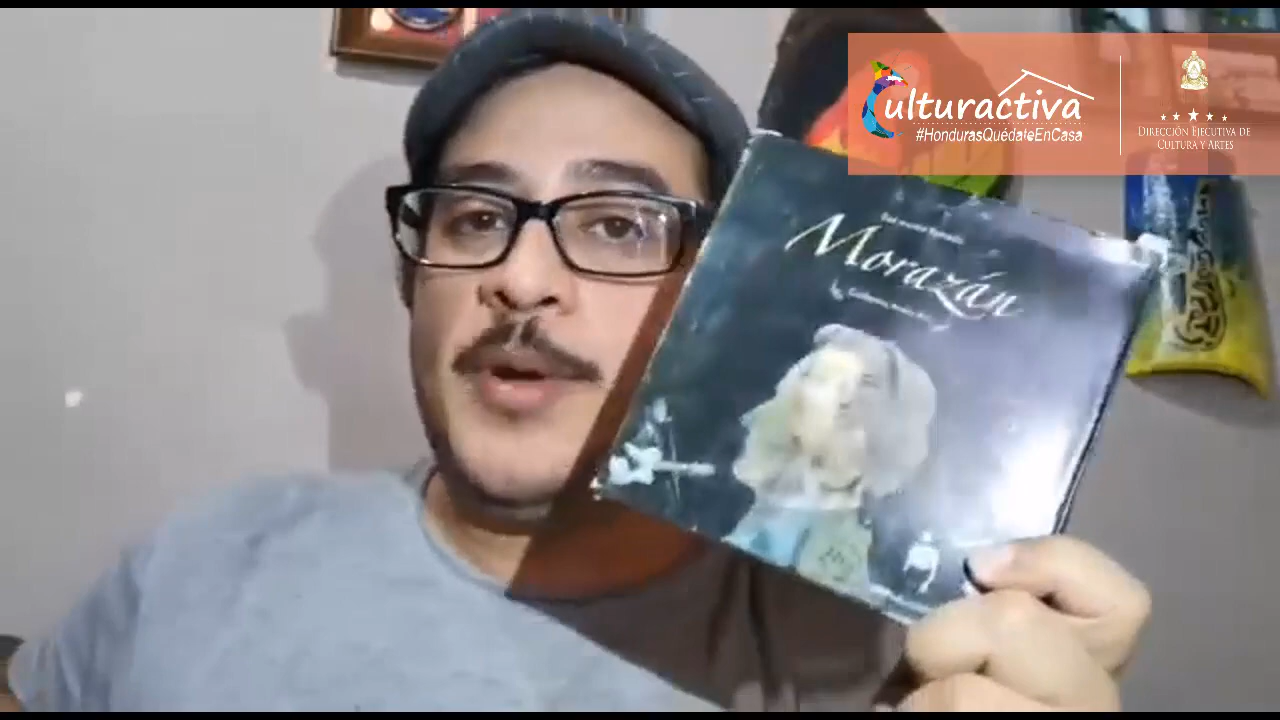 Culturactiva
#HondurasQuédateEnCasa
DIRECCIÓN EJECUTIVA DE
CULTURA Y ARTES
Morazán